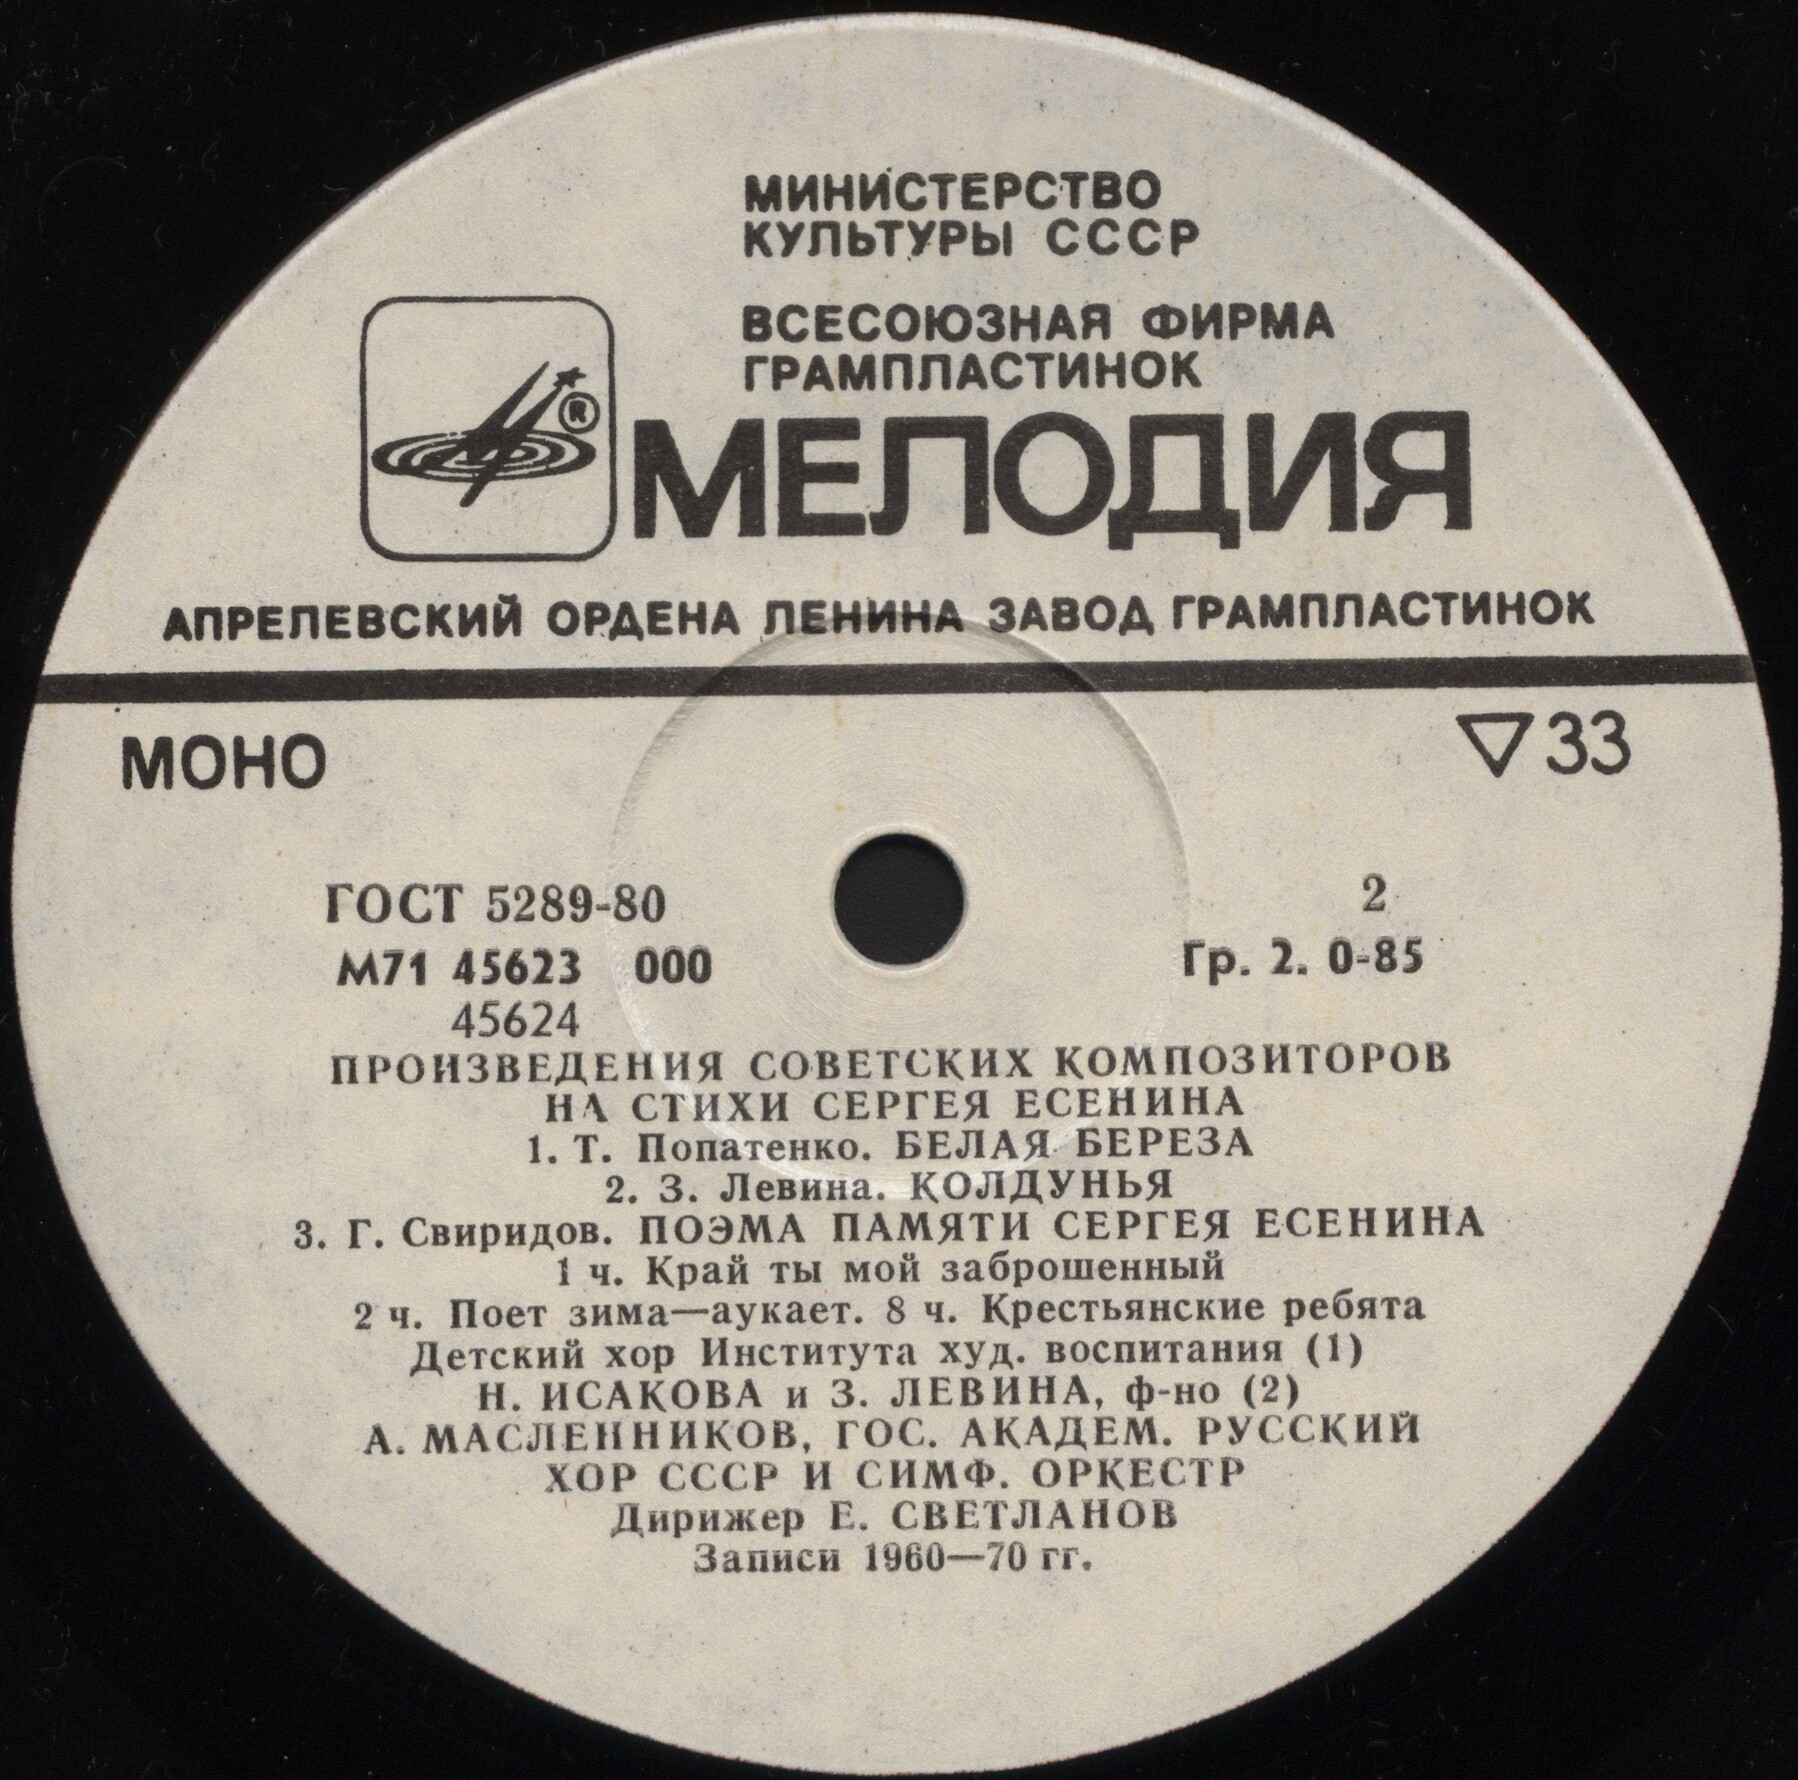 МИНИСТЕРСТВО
КУЛЬТУРЫ СССР
ВСЕСОЮЗНАЯ ФИРМА
ГРАМПЛАСТИНОК
®
МЕЛОДИЯ
АПРЕЛЕВСКИЙ ОРДЕНА ЛЕНИНА ЗАВОД ГРАМПЛАСТИНОК
МОНО
▽33
ГОСТ 5289-80
2
М71 45623 000
Гр. 2. 0-85
45624
ПРОИЗВЕДЕНИЯ СОВЕТСКИХ КОМПОЗИТОРОВ
НА СТИХИ СЕРГЕЯ ЕСЕНИНА
1. Т. Попатенко. БЕЛАЯ БЕРЕЗА
2. З. Левина. КОЛДУНЬЯ
3. Г. Свиридов. ПОЭМА ПАМЯТИ СЕРГЕЯ ЕСЕНИНА
1 ч. Край ты мой заброшенный
2 ч. Поет зима—аукает. 8 ч. Крестьянские ребята
Детский хор Института худ. воспитания (1)
Н. ИСАКОВА и З. ЛЕВИНА, ф-но (2)
А. МАСЛЕННИКОВ, ГОС. АКАДЕМ. РУССКИЙ
ХОР СССР И СИМФ. ОРКЕСТР
Дирижер Е. СВЕТЛАНОВ
Записи 1960—70 гг.